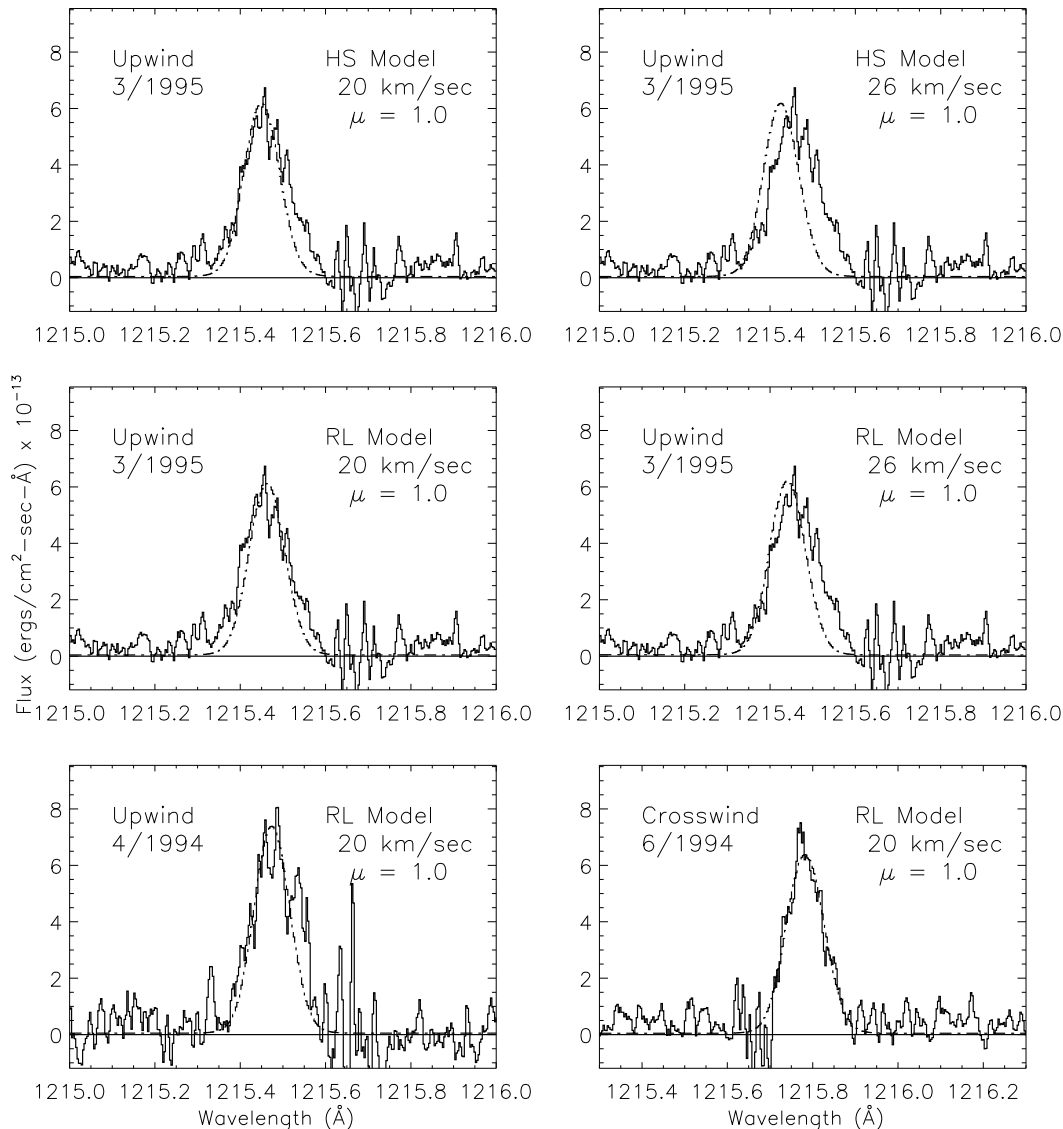 Upwind HS Model
3/1995 20 km/sec
μ = 1.0
8
6
4
2
0
1215.0 1215.2 1215.4 1215.6 1215.8 1216.0
Upwind HS Model
3/1995 26 km/sec
μ = 1.0
8
6
4
2
0
1215.0 1215.2 1215.4 1215.6 1215.8 1216.0
Flux (ergs/cm²−sec−Å) x 10⁻¹³
Upwind RL Model
3/1995 20 km/sec
μ = 1.0
8
6
4
2
0
1215.0 1215.2 1215.4 1215.6 1215.8 1216.0
Upwind RL Model
3/1995 26 km/sec
μ = 1.0
8
6
4
2
0
1215.0 1215.2 1215.4 1215.6 1215.8 1216.0
Upwind RL Model
4/1994 20 km/sec
μ = 1.0
8
6
4
2
0
1215.0 1215.2 1215.4 1215.6 1215.8 1216.0
Wavelength (Å)
Crosswind RL Model
6/1994 20 km/sec
μ = 1.0
8
6
4
2
0
1215.4 1215.6 1215.8 1216.0 1216.2
Wavelength (Å)